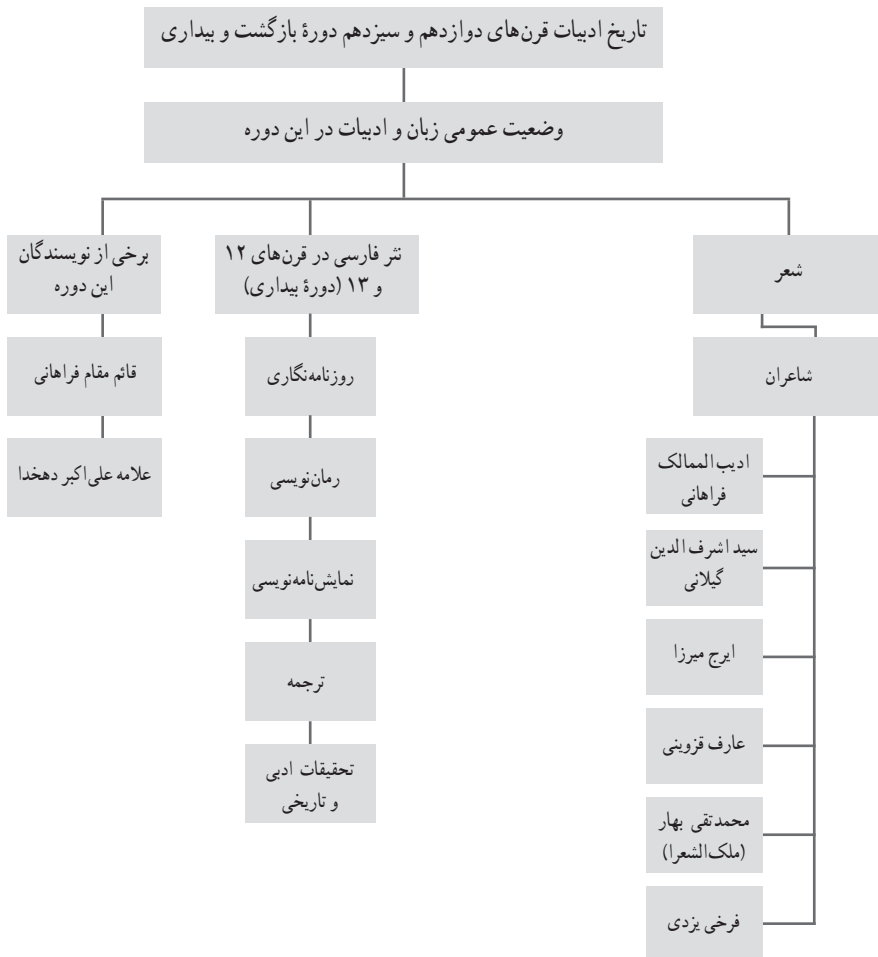 تاریخ ادبیات قرن‌های دوازدهم و سیزدهم دورۀ بازگشت و بیداری
وضعیت عمومی زبان و ادبیات در این دوره
شعر
شاعران
ادیب‌الممالک
فراهانی
سید اشرف الدین
گیلانی
ایرج میرزا
عارف قزوینی
محمدتقی بهار
(ملک‌الشعرا)
فرخی یزدی
نثر فارسی در قرن‌های ۱۲
و ۱۳ (دورۀ بیداری)
روزنامه‌نگاری
رمان‌نویسی
نمایش‌نامه‌نویسی
ترجمه
تحقیقات ادبی
و تاریخی
برخی از نویسندگان
این دوره
قائم مقام فراهانی
علامه علی‌اکبر دهخدا